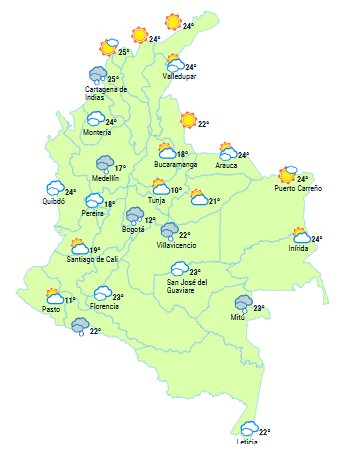 24°
24°
25°
24°
Valledupar
25°
Cartagena de
Indias
24°
Montería
22°
18°
Bucaramanga
24°
Arauca
17°
Medellín
24°
Puerto Carreño
24°
Quibdó
18°
Pereira
10°
Tunja
21°
12°
Bogotá
22°
Villavicencio
24°
Inírida
19°
Santiago de Cali
23°
San José del
Guaviare
11°
Pasto
23°
Florencia
23°
Mitú
22°
22°
Leticia